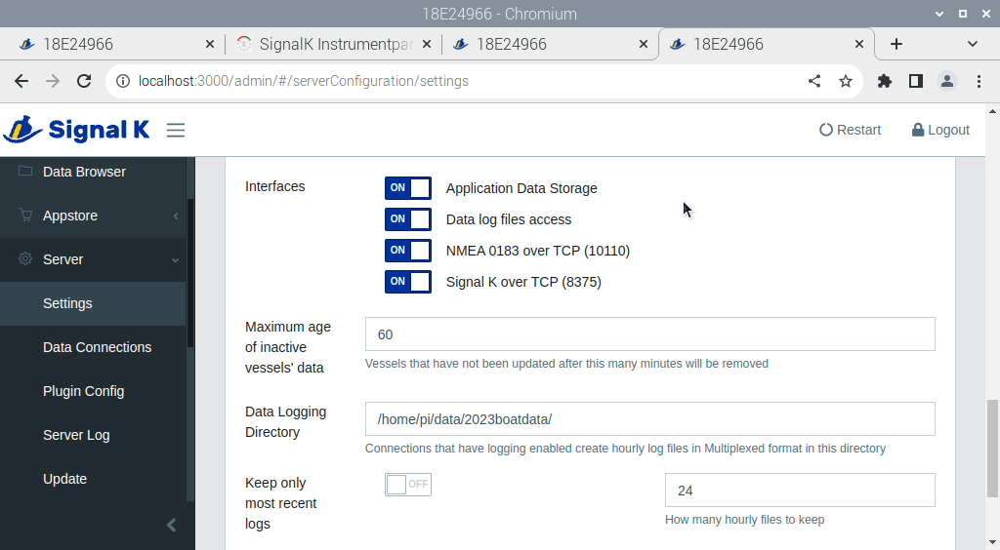 18E24966 - Chromium
18E24966
SignalK Instrumentpa
18E24966
18E24966
localhost:3000/admin/#/serverConfiguration/settings
Signal K
Restart
Logout
Data Browser
Appstore
Server
Settings
Data Connections
Plugin Config
Server Log
Update
Interfaces
ON Application Data Storage
ON Data log files access
ON NMEA 0183 over TCP (10110)
ON Signal K over TCP (8375)
Maximum age
of inactive
vessels' data
60
Vessels that have not been updated after this many minutes will be removed
Data Logging
Directory
/home/pi/data/2023boatdata/
Connections that have logging enabled create hourly log files in Multiplexed format in this directory
Keep only
most recent
logs
OFF
24
How many hourly files to keep